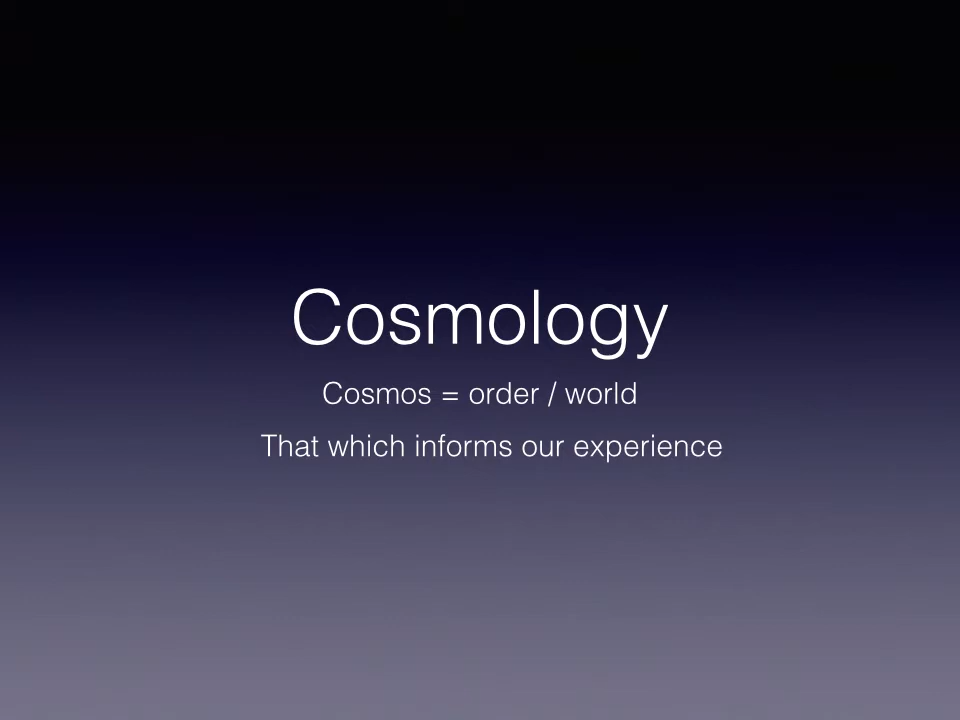 Cosmology
Cosmos = order / world
That which informs our experience